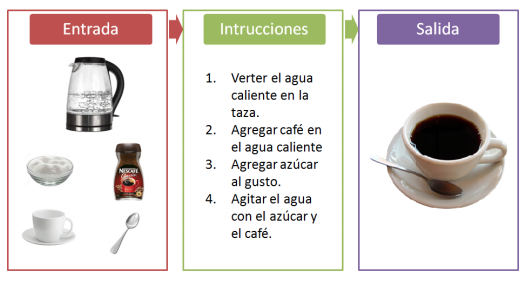 Entrada
Intrucciones
Salida
1. Verter el agua
caliente en la
taza.
2. Agregar café en
el agua caliente
3. Agregar azúcar
al gusto.
4. Agitar el agua
con el azúcar y
el café.
NESCAFÉ